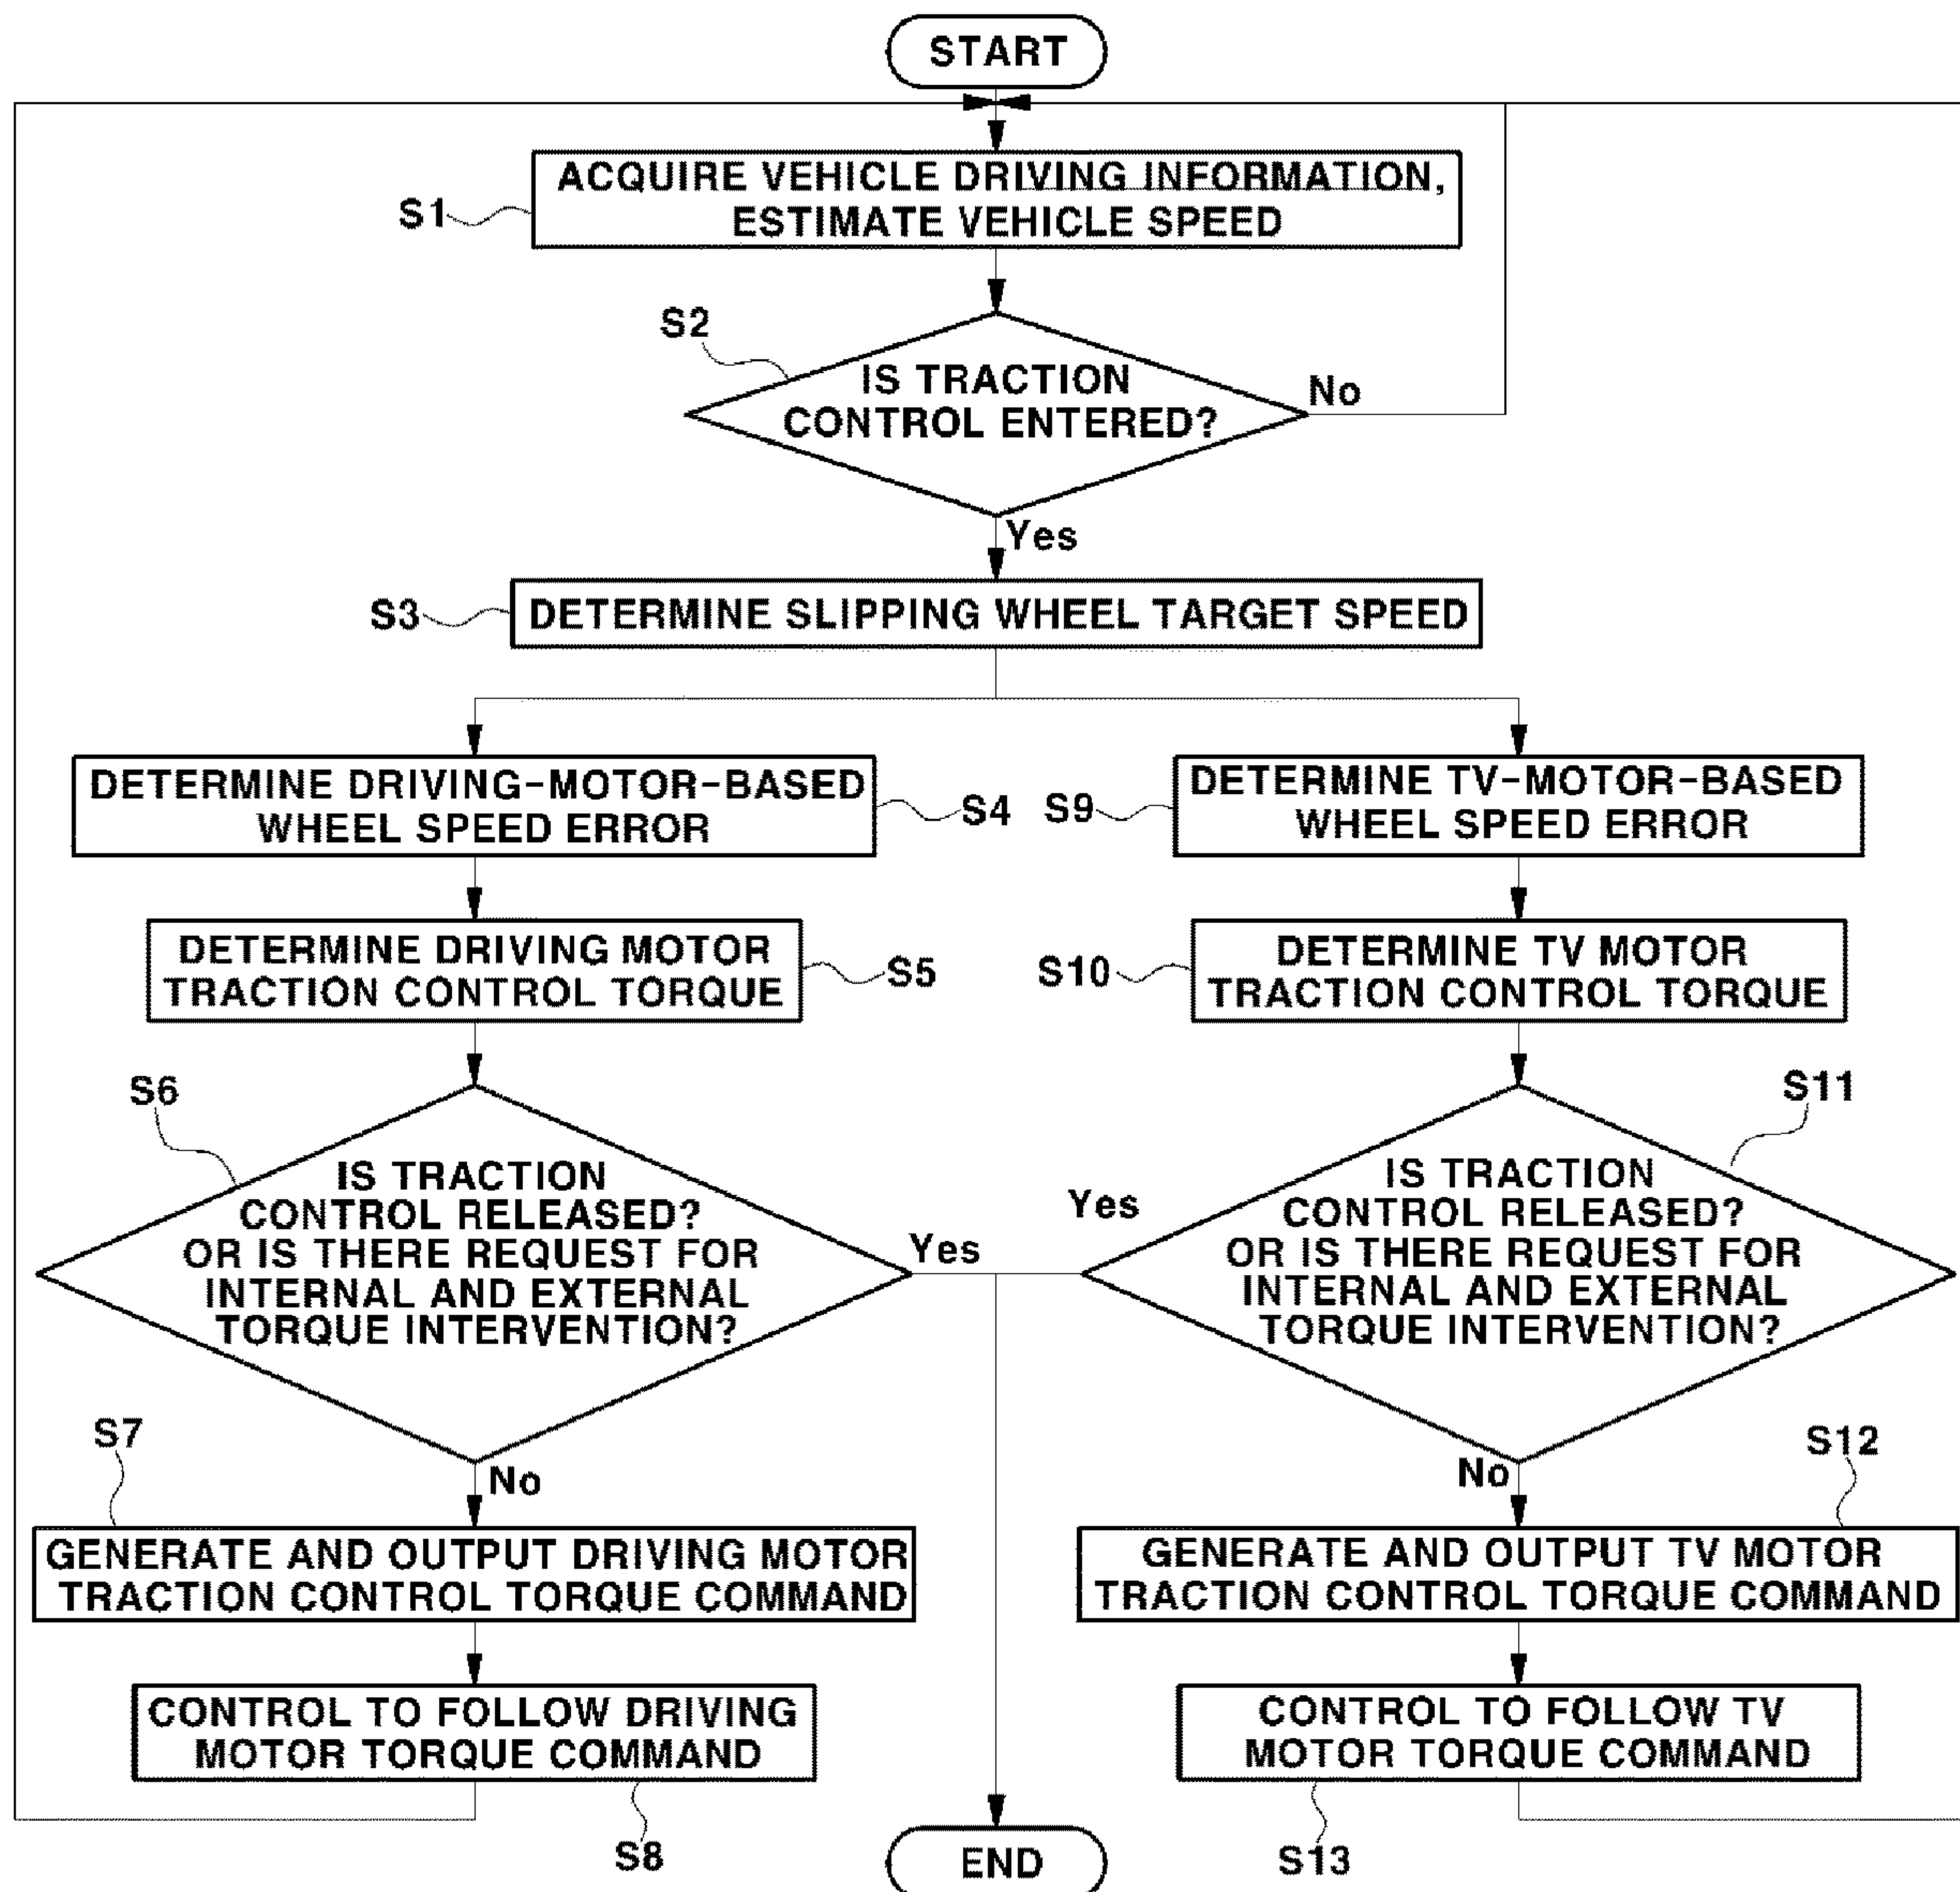 START
ACQUIRE VEHICLE DRIVING INFORMATION,
ESTIMATE VEHICLE SPEED
S1
S2
IS TRACTION
CONTROL ENTERED?
No
Yes
S3
DETERMINE SLIPPING WHEEL TARGET SPEED
DETERMINE DRIVING-MOTOR-BASED
WHEEL SPEED ERROR
S4
S9
DETERMINE TV-MOTOR-BASED
WHEEL SPEED ERROR
DETERMINE DRIVING MOTOR
TRACTION CONTROL TORQUE
S5
S10
DETERMINE TV MOTOR
TRACTION CONTROL TORQUE
S6
IS TRACTION
CONTROL RELEASED?
OR IS THERE REQUEST FOR
INTERNAL AND EXTERNAL
TORQUE INTERVENTION?
Yes
No
S11
IS TRACTION
CONTROL RELEASED?
OR IS THERE REQUEST FOR
INTERNAL AND EXTERNAL
TORQUE INTERVENTION?
Yes
No
S7
GENERATE AND OUTPUT DRIVING MOTOR
TRACTION CONTROL TORQUE COMMAND
S12
GENERATE AND OUTPUT TV MOTOR
TRACTION CONTROL TORQUE COMMAND
CONTROL TO FOLLOW DRIVING
MOTOR TORQUE COMMAND
S8
CONTROL TO FOLLOW TV
MOTOR TORQUE COMMAND
S13
END